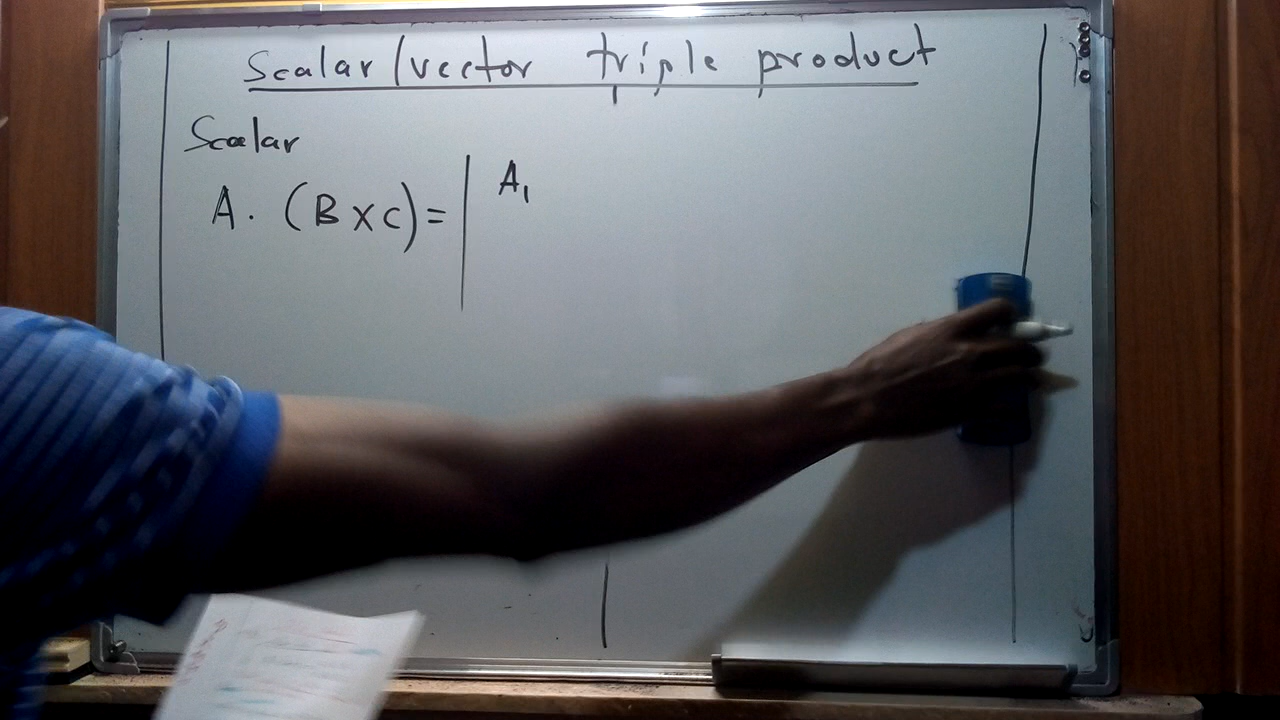 Scalar/vector triple product
Scalar
A. (B×C)= | A₁